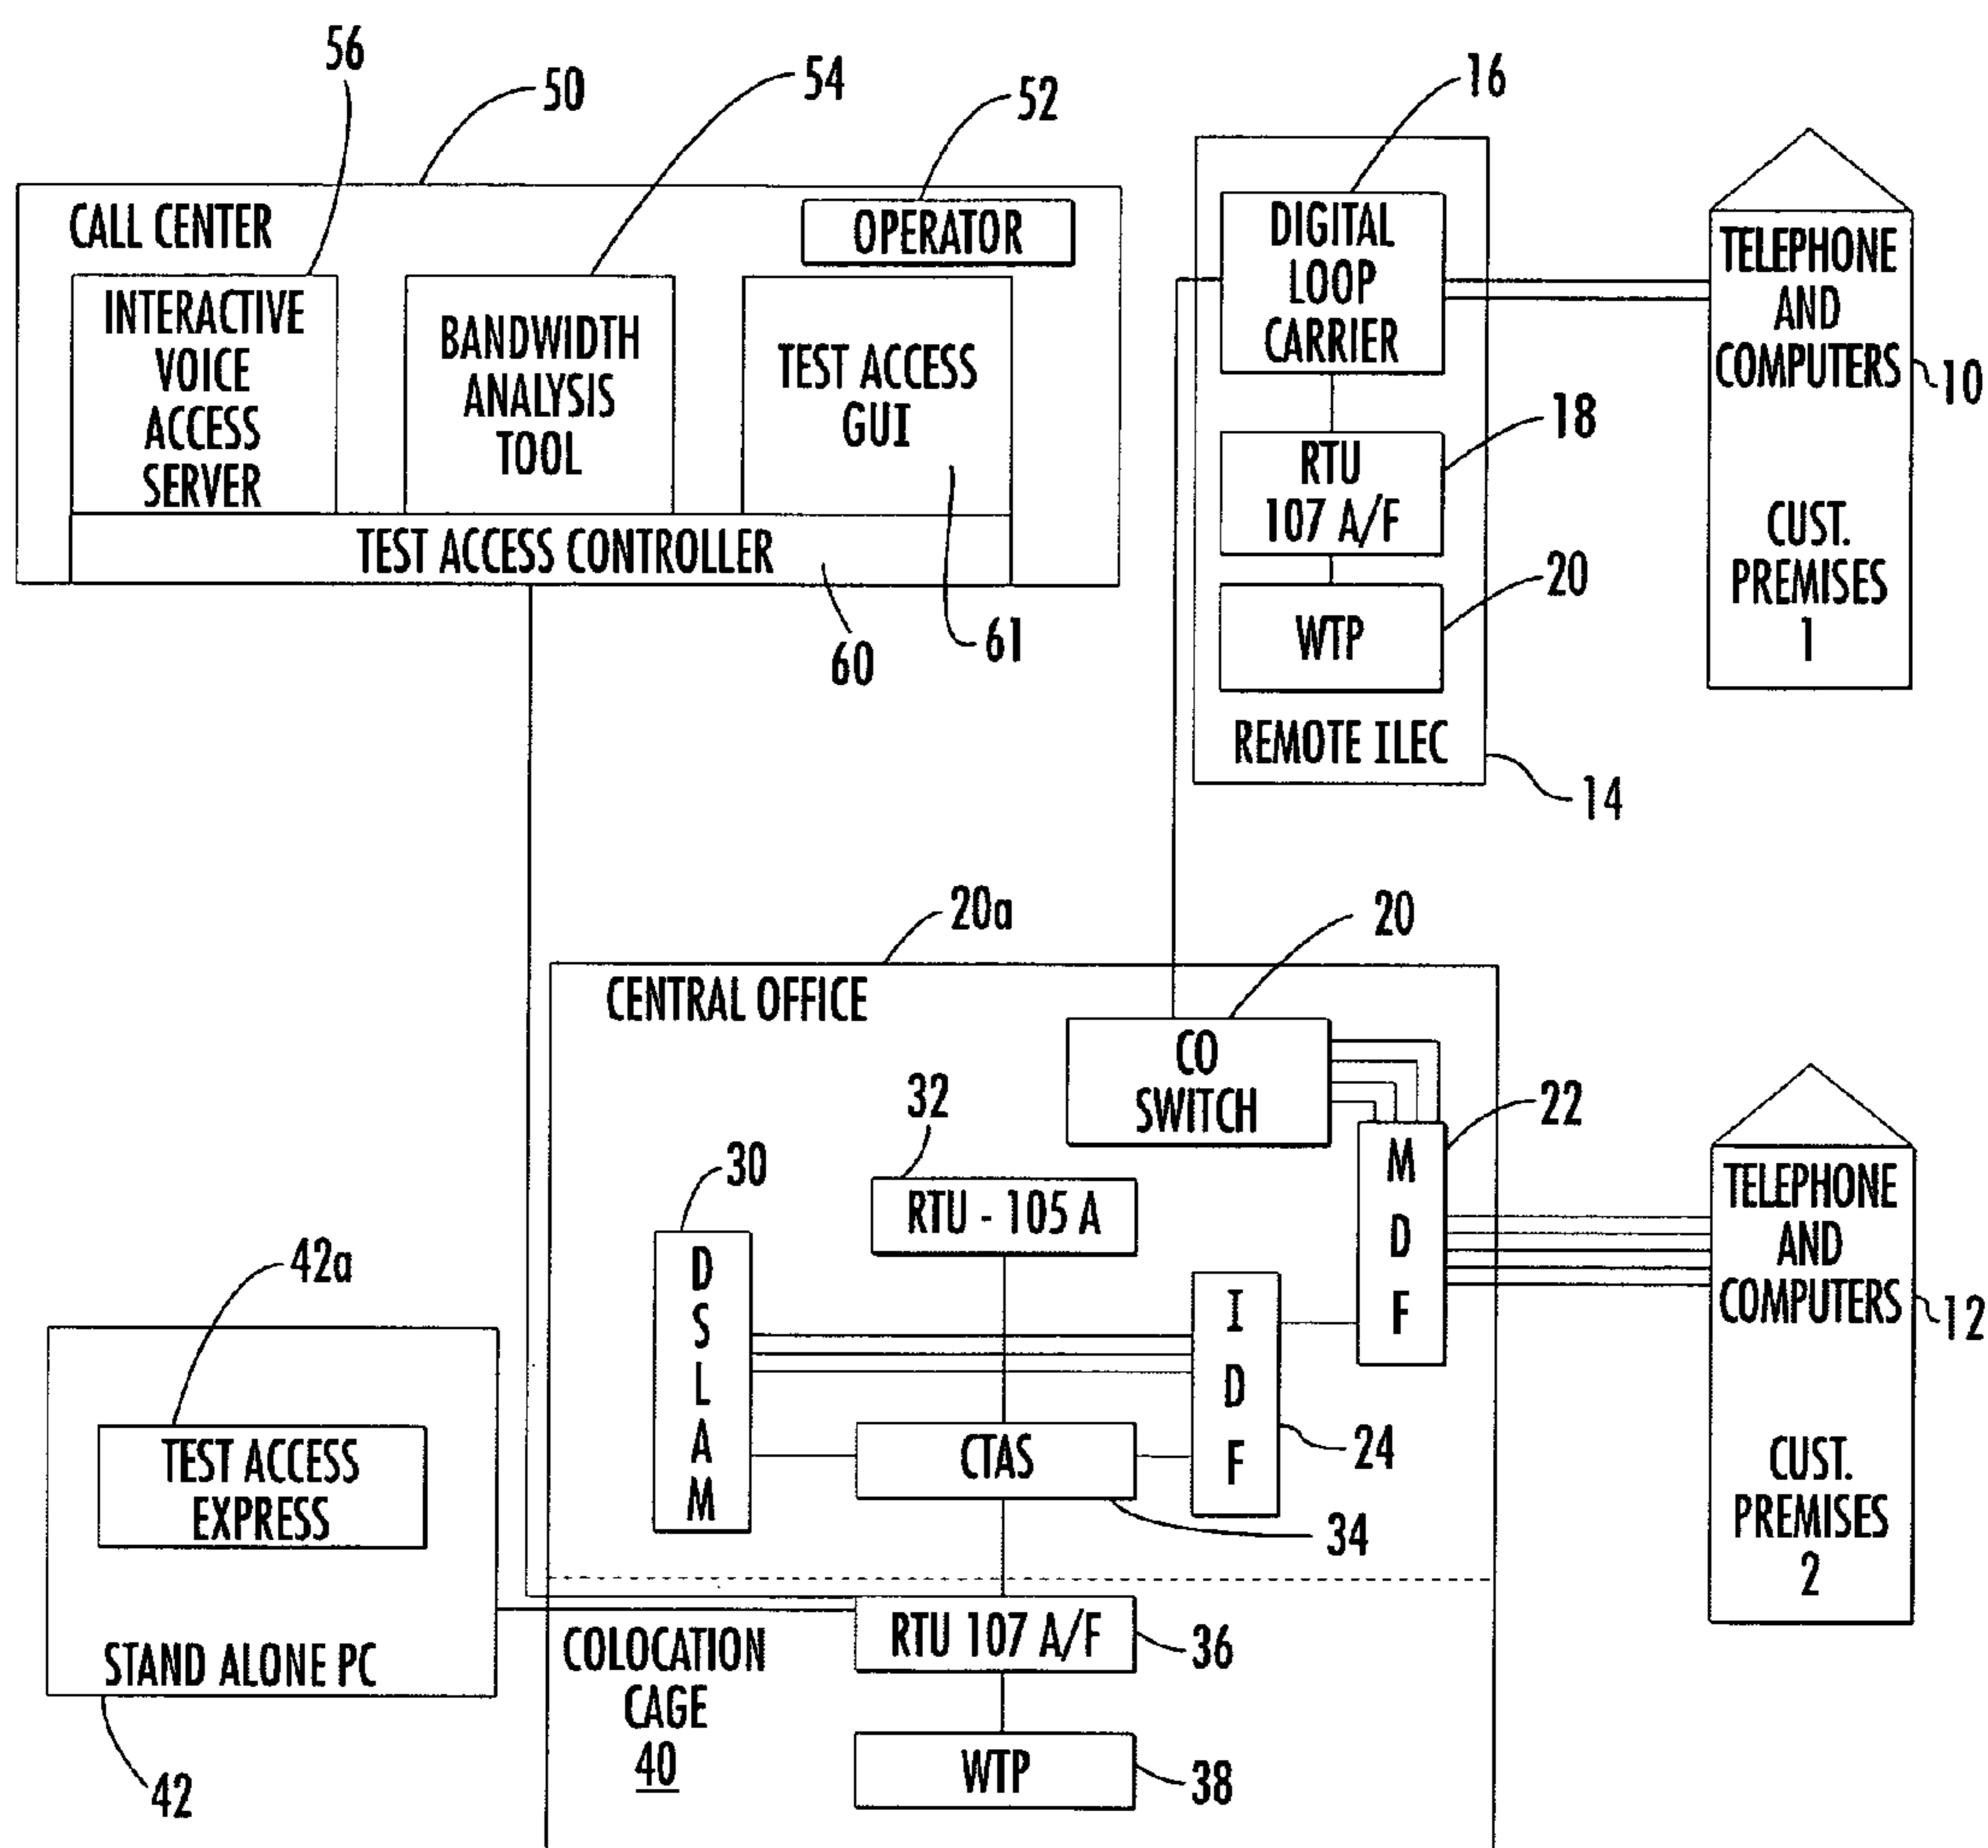 56
50
54
52
16
CALL CENTER
OPERATOR
INTERACTIVE
VOICE
ACCESS
SERVER
BANDWIDTH
ANALYSIS
TOOL
TEST ACCESS
GUI
TEST ACCESS CONTROLLER
60
61
DIGITAL
LOOP
CARRIER
18
RTU
107 A/F
20
WTP
REMOTE ILEC
14
TELEPHONE
AND
COMPUTERS
10
CUST.
PREMISES
1
20a
20
CENTRAL OFFICE
CO
SWITCH
22
32
RTU - 105 A
M
D
F
30
D
S
L
A
M
I
D
F
24
CTAS
34
TELEPHONE
AND
COMPUTERS
12
CUST.
PREMISES
2
42a
TEST ACCESS
EXPRESS
STAND ALONE PC
42
COLOCATION
CAGE
40
RTU 107 A/F
36
WTP
38